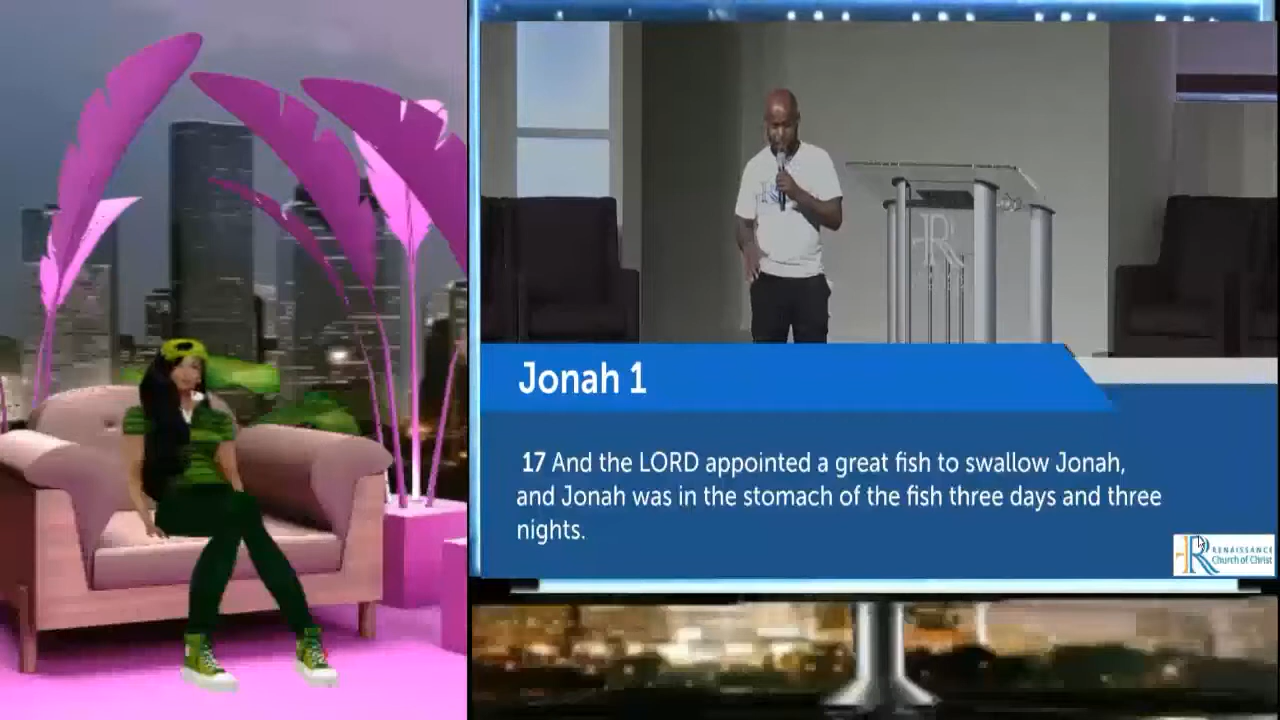 R
Jonah 1
17 And the LORD appointed a great fish to swallow Jonah,
and Jonah was in the stomach of the fish three days and three
nights.
R RENAISSANCE
Church of Christ